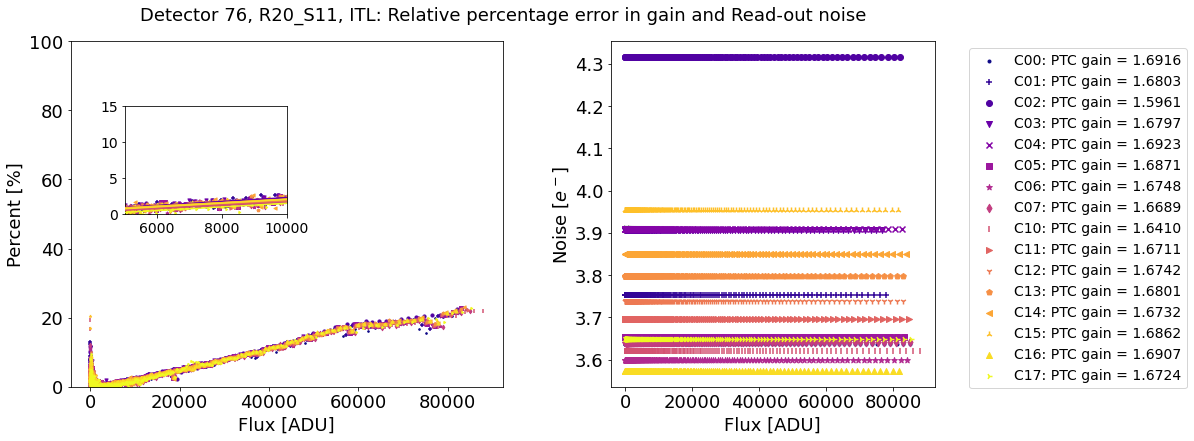 Detector 76, R20_S11, ITL: Relative percentage error in gain and Read-out noise
Percent [%]
100
80
60
40
20
0
15
10
5
0
6000
8000
10000
0
20000
40000
60000
80000
Flux [ADU]
Noise [e⁻]
4.3
4.2
4.1
4.0
3.9
3.8
3.7
3.6
0
20000
40000
60000
80000
Flux [ADU]
C00: PTC gain = 1.6916
C01: PTC gain = 1.6803
C02: PTC gain = 1.5961
C03: PTC gain = 1.6797
C04: PTC gain = 1.6923
C05: PTC gain = 1.6871
C06: PTC gain = 1.6748
C07: PTC gain = 1.6689
C10: PTC gain = 1.6410
C11: PTC gain = 1.6711
C12: PTC gain = 1.6742
C13: PTC gain = 1.6801
C14: PTC gain = 1.6732
C15: PTC gain = 1.6862
C16: PTC gain = 1.6907
C17: PTC gain = 1.6724